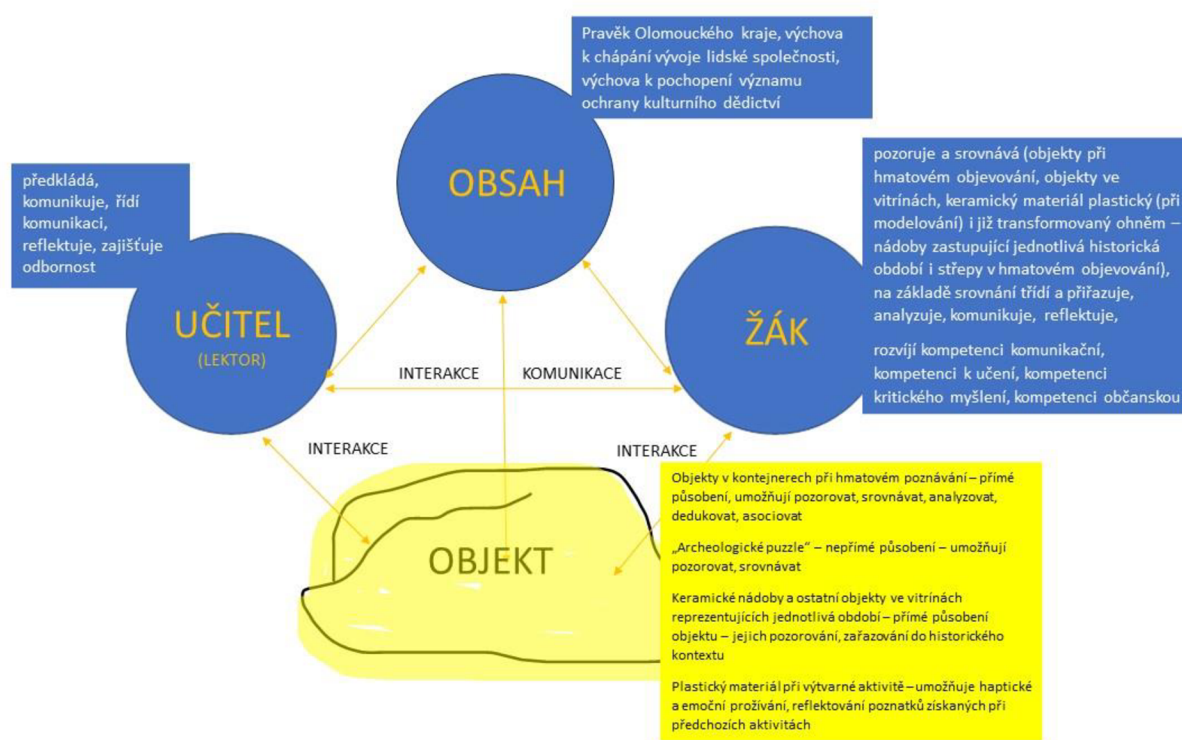 Pravěk Olomouckého kraje, výchova
k chápání vývoje lidské společnosti,
výchova k pochopení významu
ochrany kulturního dědictví
OBSAH
předkládá,
komunikuje, řídí
komunikaci,
reflektuje, zajišťuje
odbornost
UČITEL
(LEKTOR)
ŽÁK
pozoruje a srovnává (objekty při
hmatovém objevování, objekty ve
vitrínách, keramický materiál plastický (při
modelování) i již transformovaný ohněm –
nádoby zastupující jednotlivá historická
období i střepy v hmatovém objevování),
na základě srovnání třídí a přiřazuje,
analyzuje, komunikuje, reflektuje,
rozvíjí kompetenci komunikační,
kompetenci k učení, kompetenci
kritického myšlení, kompetenci občanskou
INTERAKCE
KOMUNIKACE
INTERAKCE
INTERAKCE
OBJEKT
Objekty v kontejnerech při hmatovém poznávání – přímé
působení, umožňují pozorovat, srovnávat, analyzovat,
dedukovat, asociovat
„Archeologické puzzle“ – nepřímé působení – umožňují
pozorovat, srovnávat
Keramické nádoby a ostatní objekty ve vitrínách
reprezentujících jednotlivá období – přímé působení
objektu – jejich pozorování, zařazování do historického
kontextu
Plastický materiál při výtvarné aktivitě – umožňuje haptické
a emoční prožívání, reflektování poznatků získaných při
předchozích aktivitách